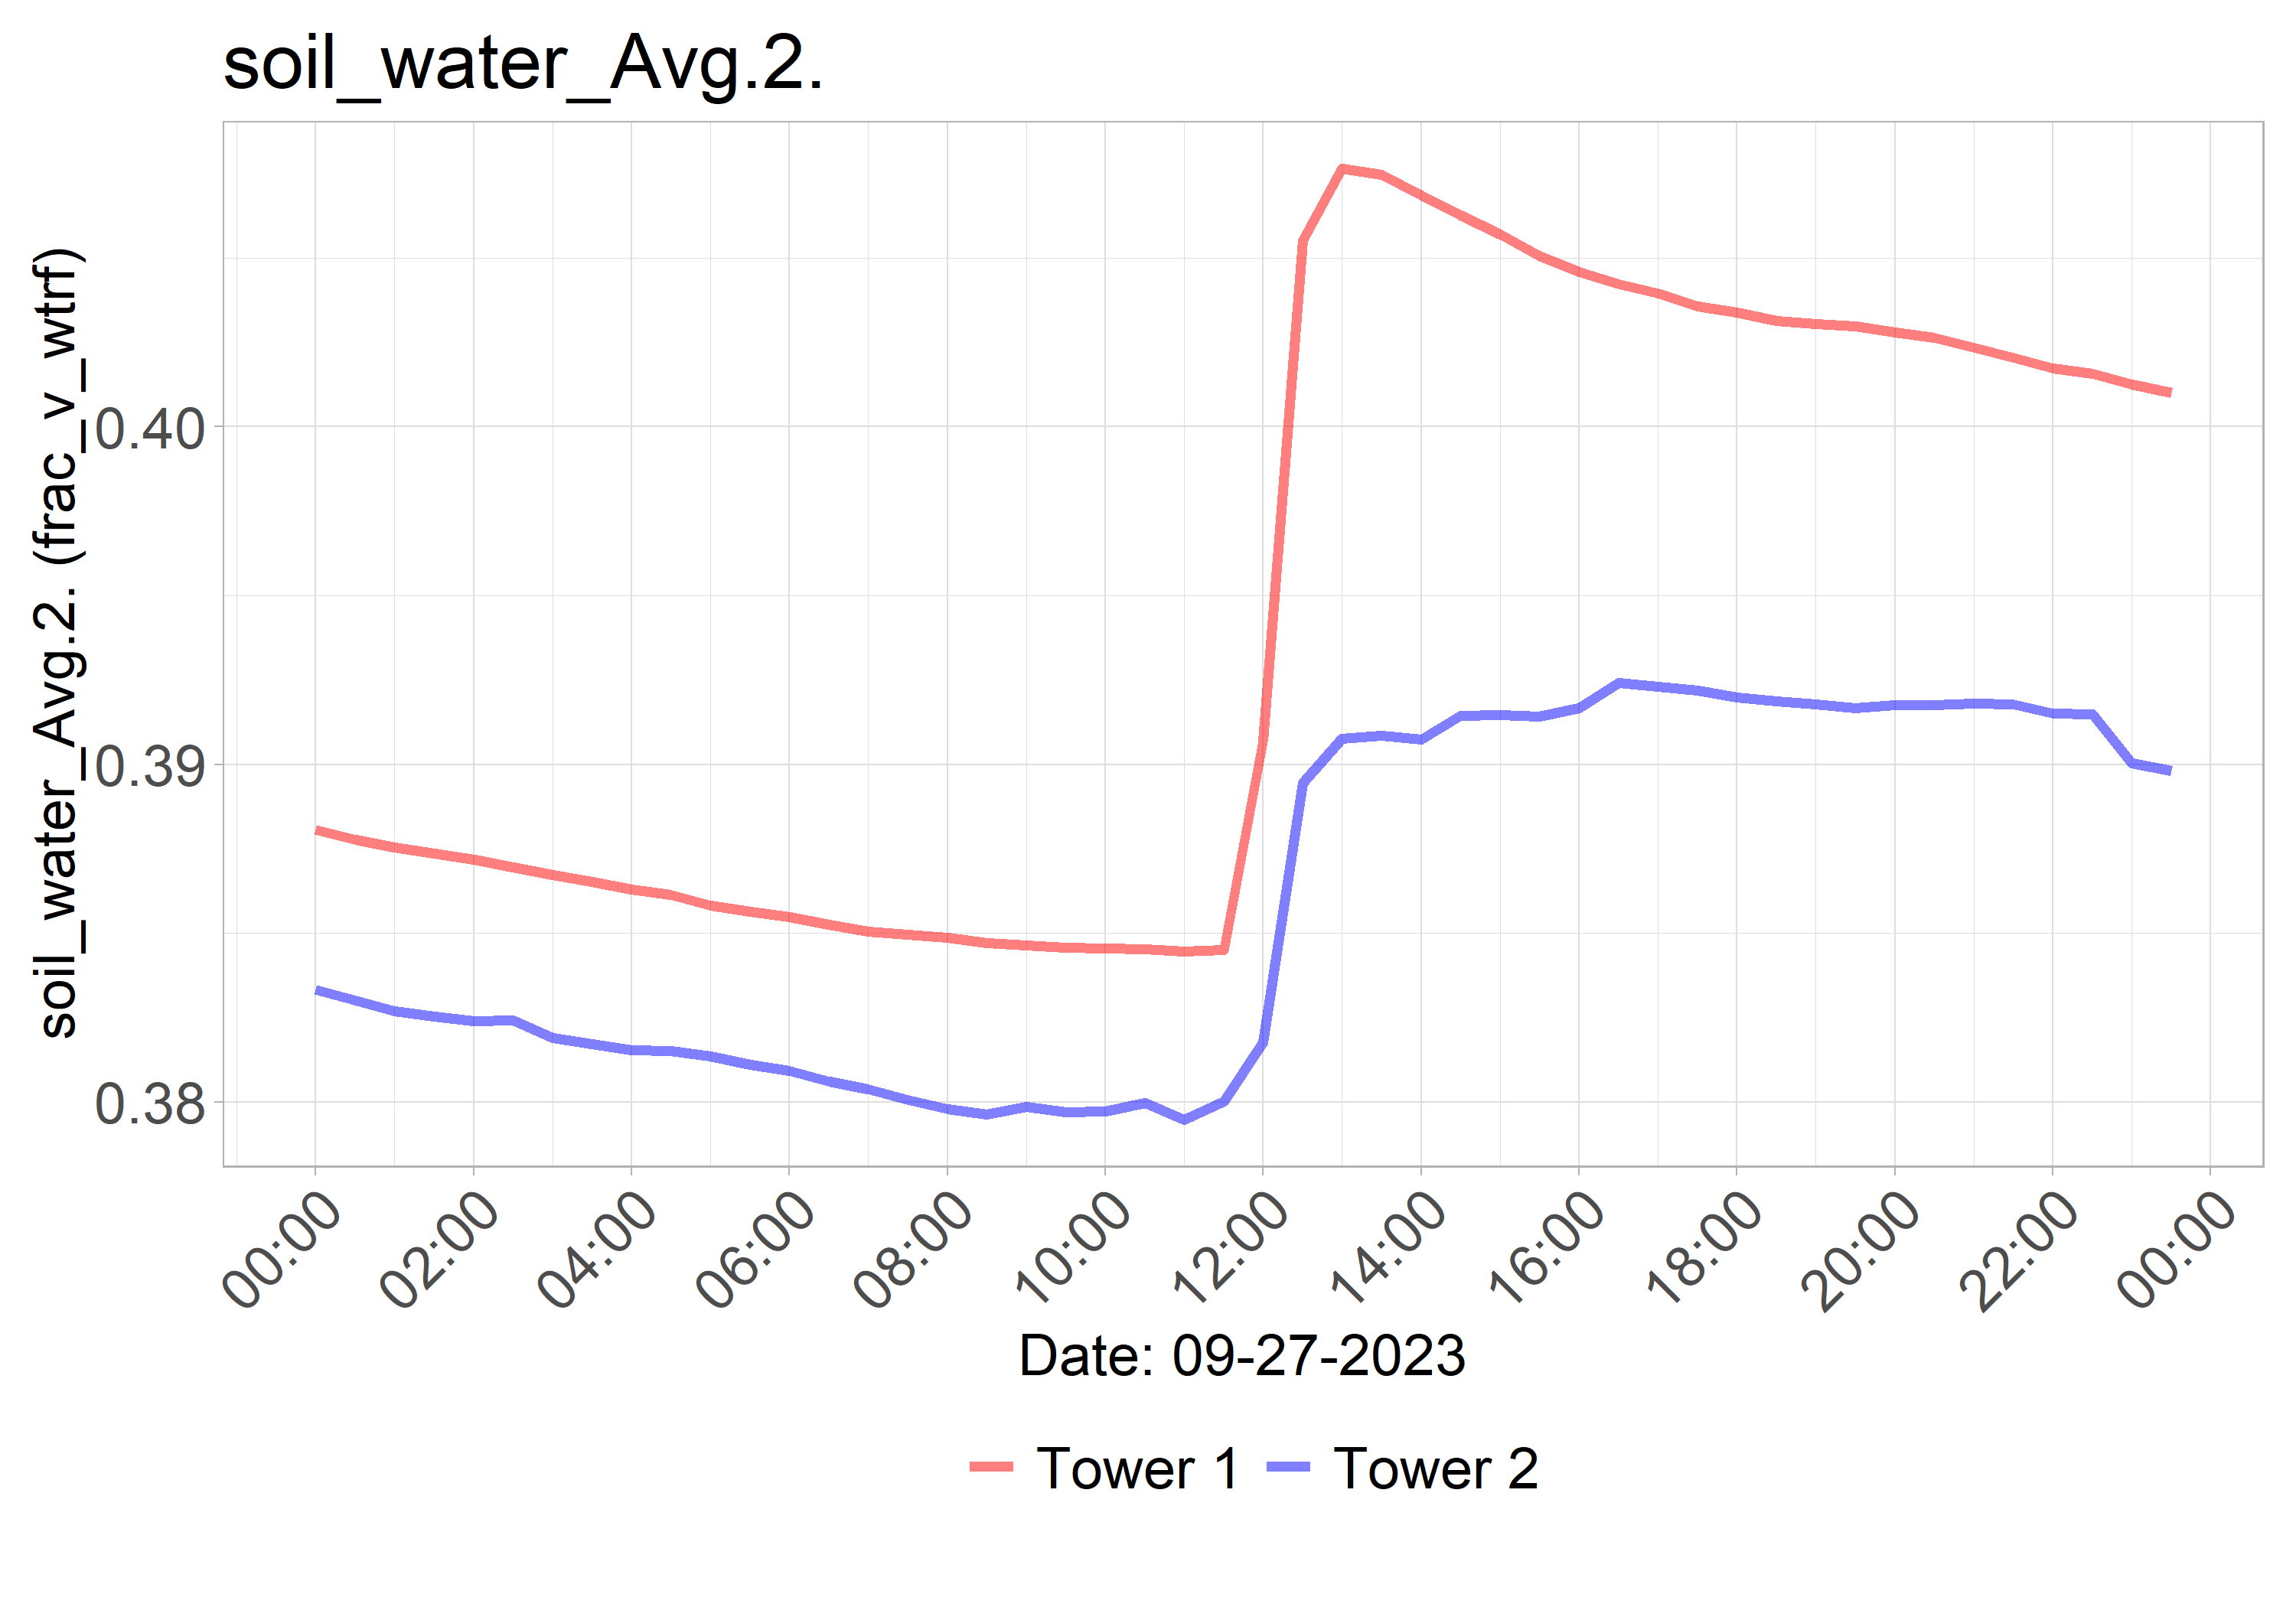 soil_water_Avg.2.
soil_water_Avg.2. (frac_v_wtrf)
0.40
0.39
0.38
00:00 02:00 04:00 06:00 08:00 10:00 12:00 14:00 16:00 18:00 20:00 22:00 00:00
Date: 09-27-2023
Tower 1 Tower 2